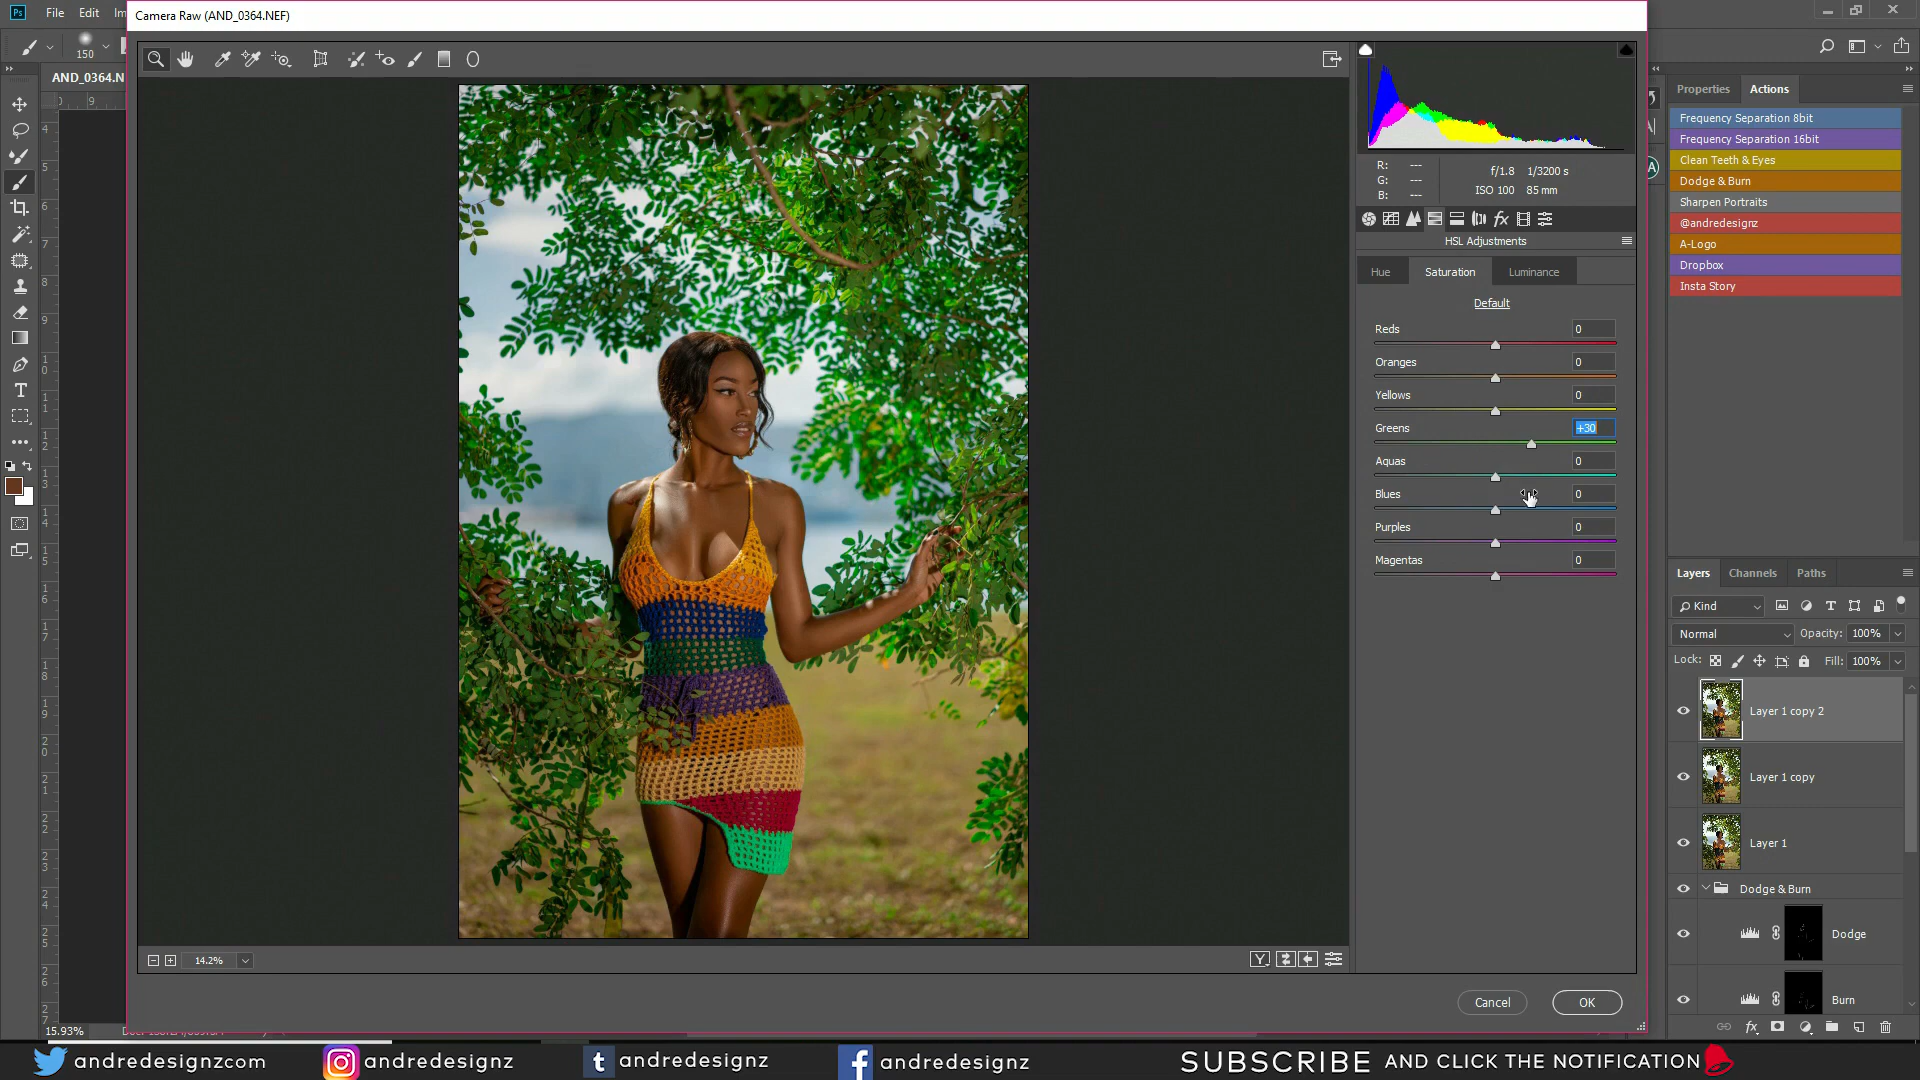 Ps File Edit Im
Camera Raw (AND_0364.NEF)
150
AND_0364.N
9
R: ---
G: ---
B: ---
f/1.8 1/3200 s
ISO 100 85 mm
HSL Adjustments
Hue Saturation Luminance
Default
Reds 0
Oranges 0
Yellows 0
Greens +30
Aquas 0
Blues 0
Purples 0
Magentas 0
Properties Actions
Frequency Separation 8bit
Frequency Separation 16bit
Clean Teeth & Eyes
Dodge & Burn
Sharpen Portraits
@andredesignz
A-Logo
Dropbox
Insta Story
Layers Channels Paths
Kind
Normal Opacity: 100%
Lock: Fill: 100%
Layer 1 copy 2
Layer 1 copy
Layer 1
Dodge & Burn
Dodge
Burn
14.2%
Y
Cancel OK
15.93%
andredesignzcom andredesignz andredesignz andredesignz SUBSCRIBE AND CLICK THE NOTIFICATION